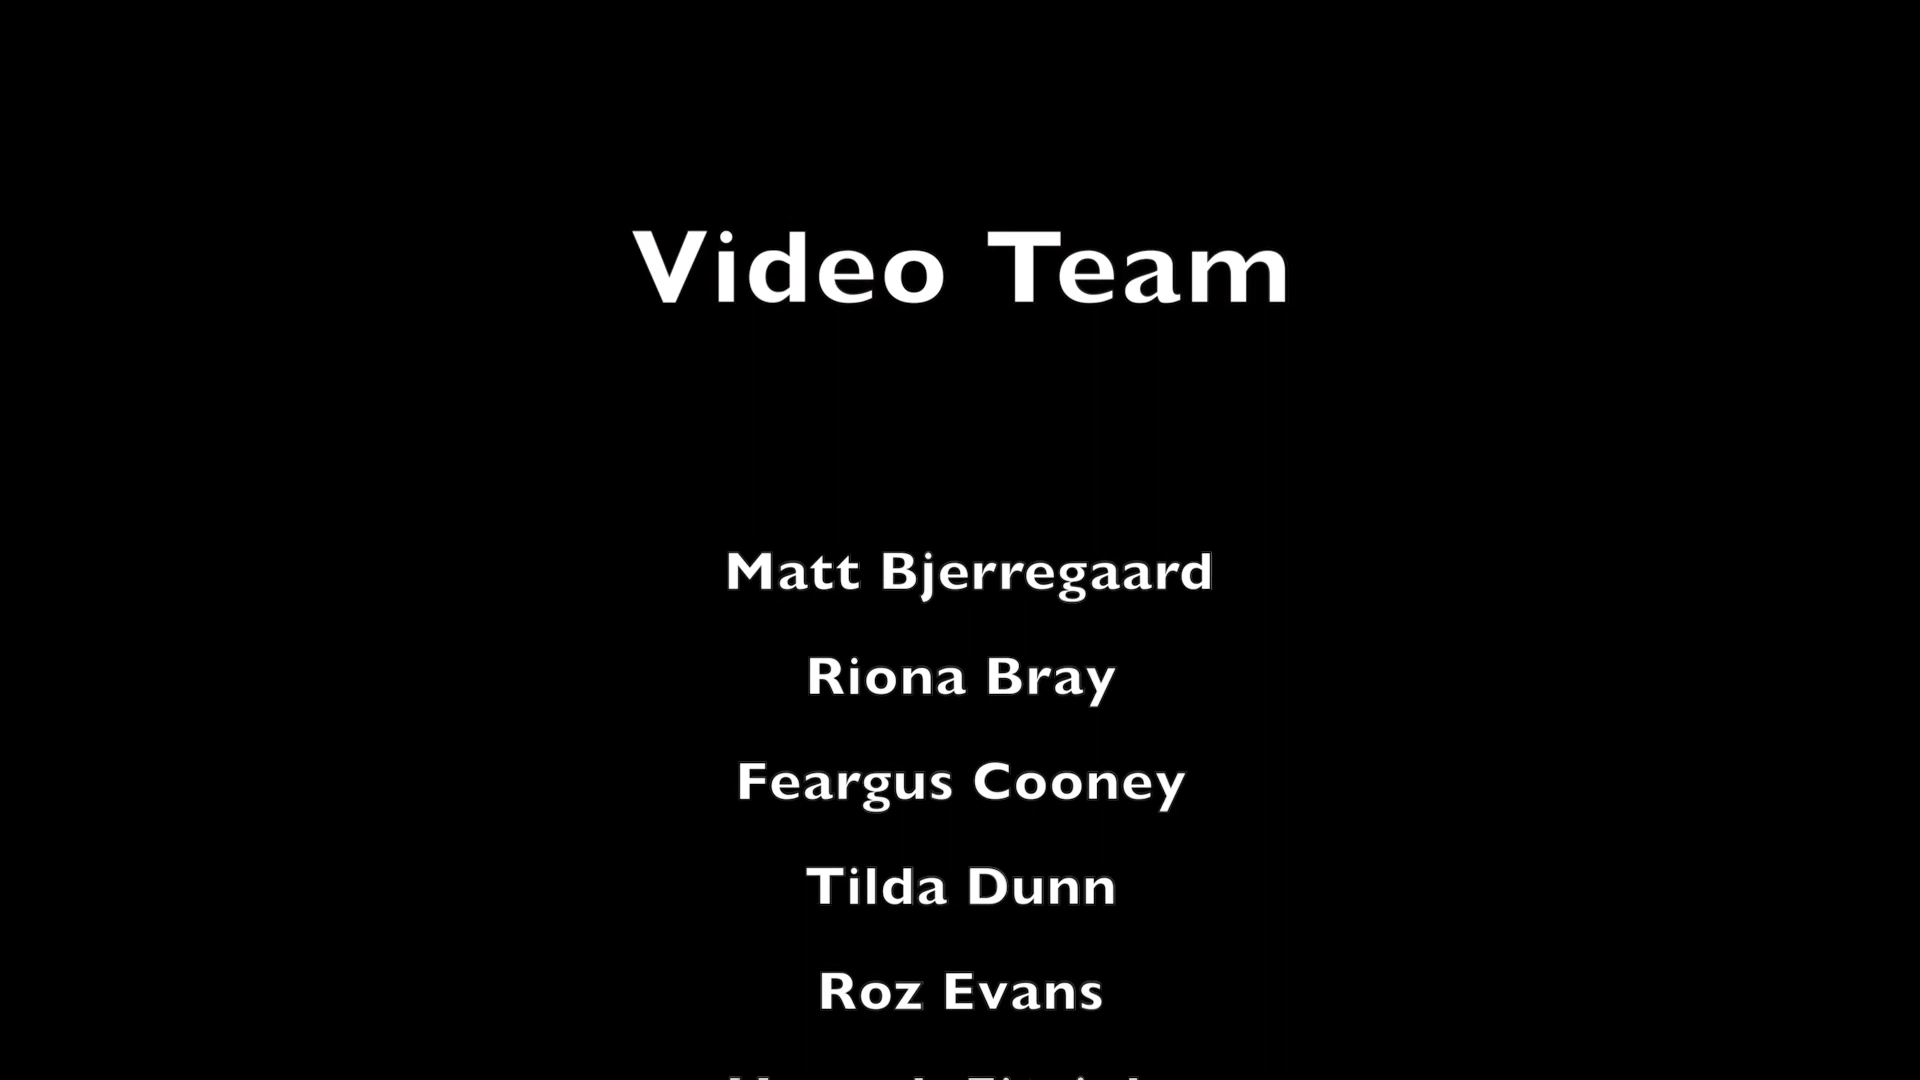 Video Team
Matt Bjerregaard
Riona Bray
Feargus Cooney
Tilda Dunn
Roz Evans